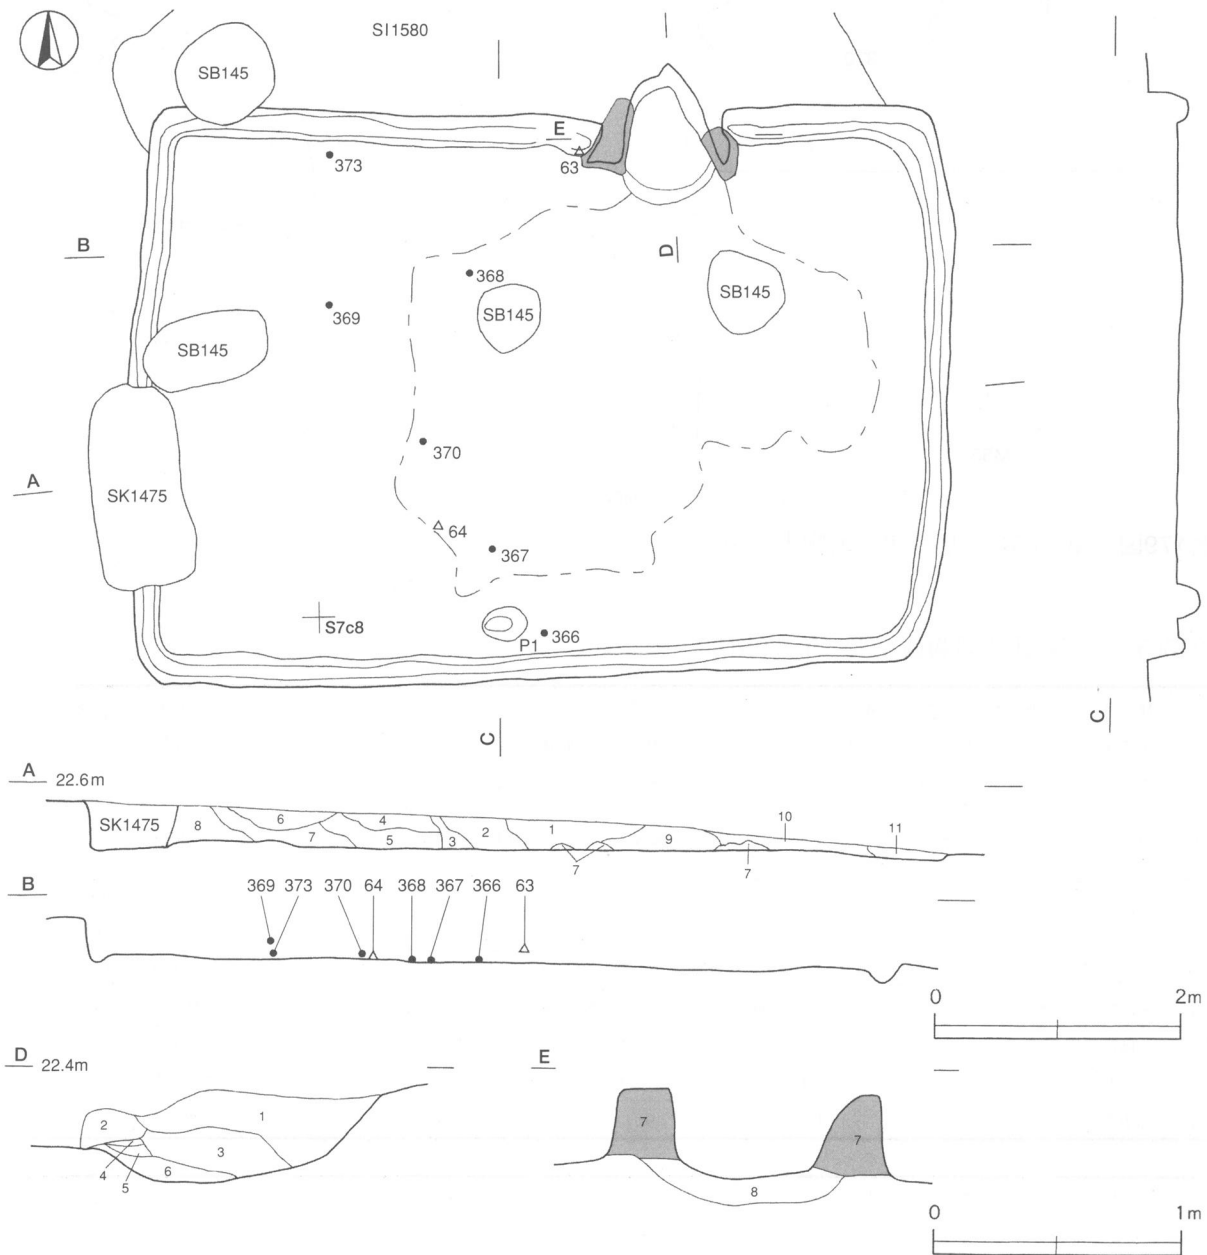 SI1580
SB145
E
373
63
B
D
368
SB145
SB145
369
SB145
370
A
SK1475
64
367
S7c8
P1
366
C
C
A 22.6m
SK1475 8 6 7 4 5 3 2 1 7 9 7 10 11
B
369 373 370 64 368 367 366 63
0 2m
D 22.4m
1
2
3
4
5
6
E
7
7
8
0 1m